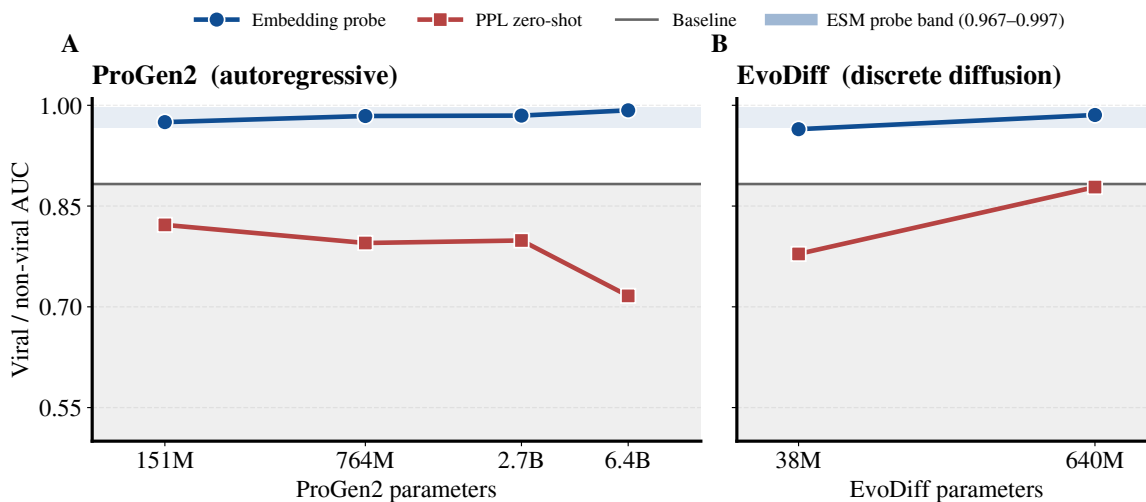 Embedding probe PPL zero-shot Baseline ESM probe band (0.967–0.997)
A
ProGen2 (autoregressive)
Viral / non-viral AUC
1.00
0.85
0.70
0.55
151M 764M 2.7B 6.4B
ProGen2 parameters
B
EvoDiff (discrete diffusion)
38M 640M
EvoDiff parameters